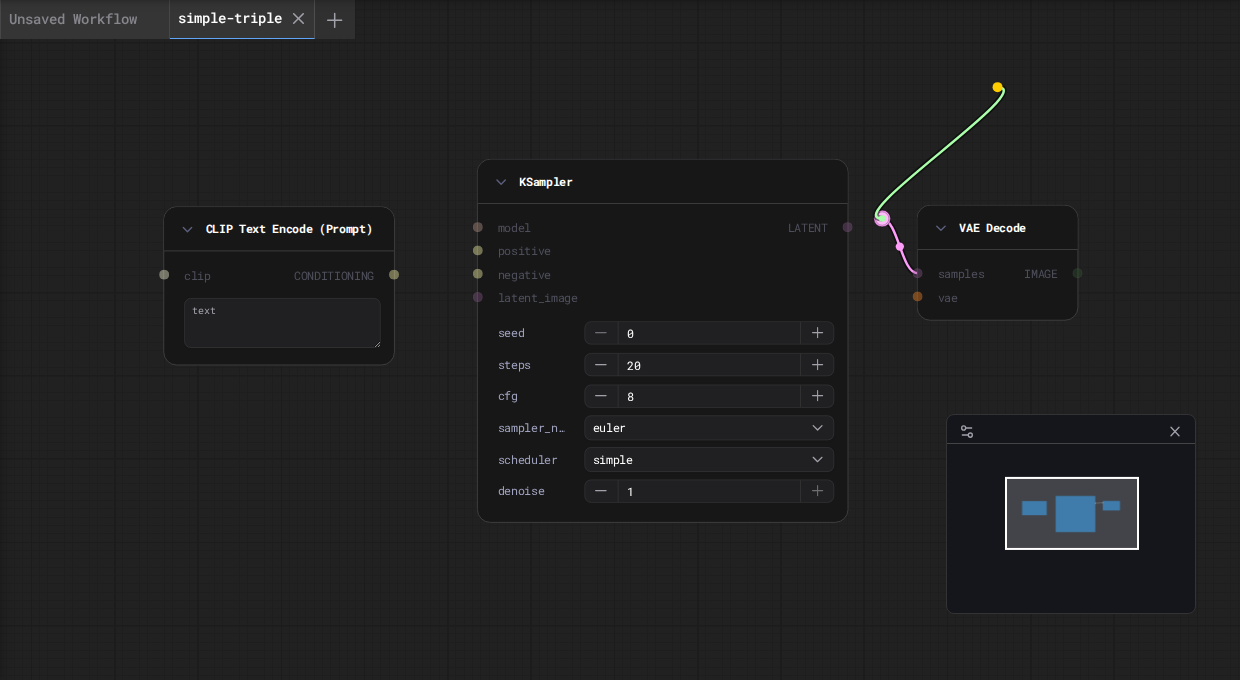 Unsaved Workflow
simple-triple
CLIP Text Encode (Prompt)
clip
CONDITIONING
text
KSampler
model
LATENT
positive
negative
latent_image
seed
0
steps
20
cfg
8
sampler_n…
euler
scheduler
simple
denoise
1
VAE Decode
samples
IMAGE
vae